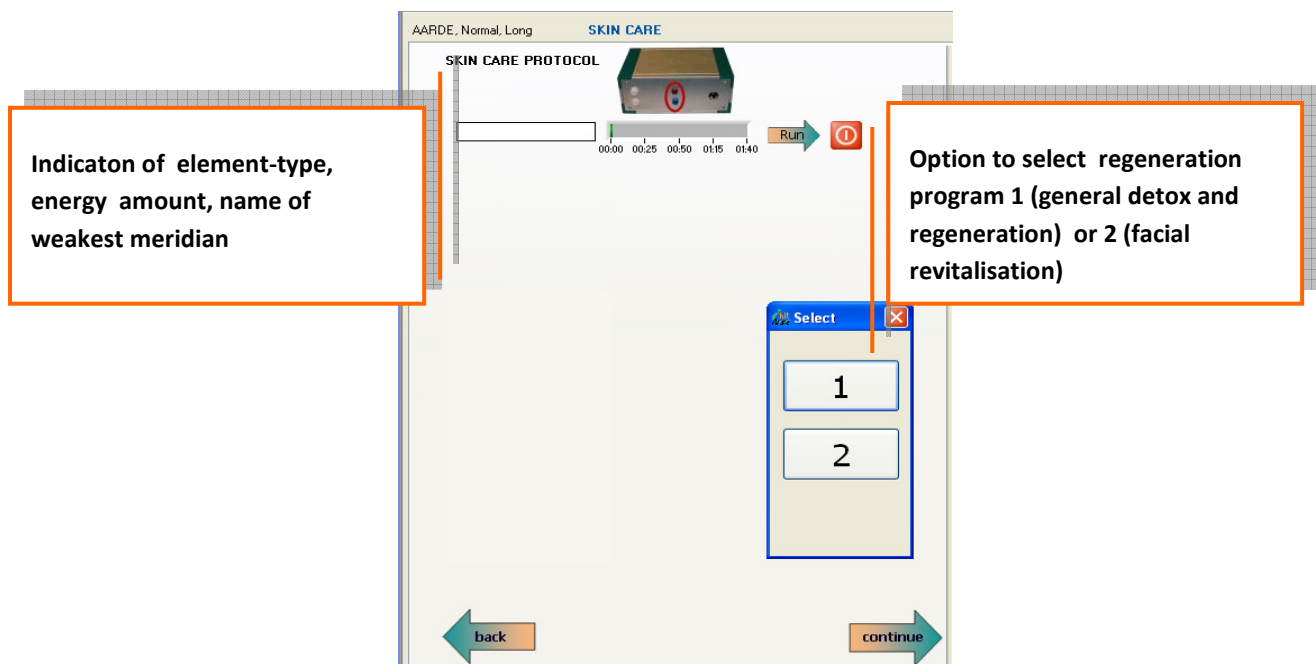 AARDE, Normal, Long SKIN CARE
SKIN CARE PROTOCOL
Run
00:00 00:25 00:50 01:15 01:40
Indicaton of element-type,
energy amount, name of
weakest meridian
Option to select regeneration
program 1 (general detox and
regeneration) or 2 (facial
revitalisation)
Select
1
2
back
continue